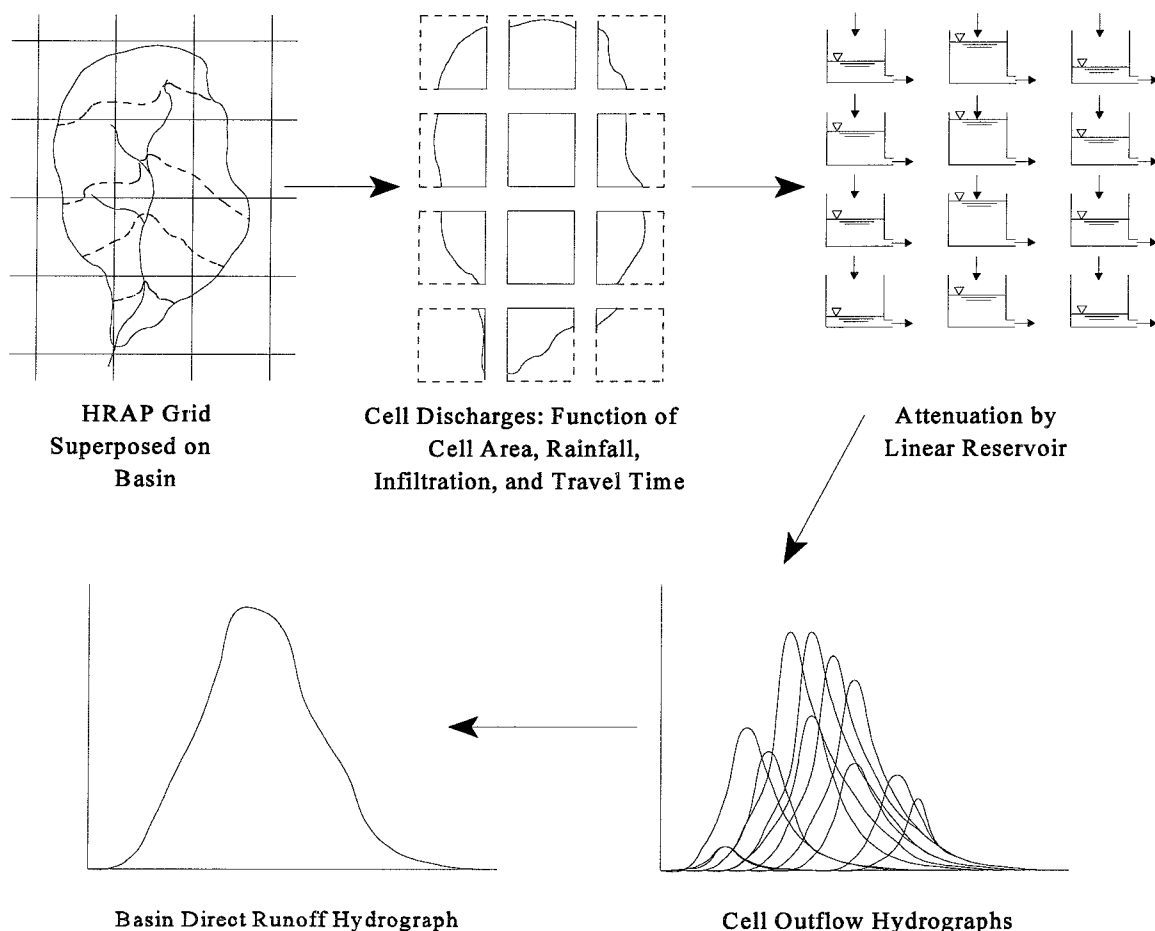 HRAP Grid
Superposed on
Basin
Cell Discharges: Function of
Cell Area, Rainfall,
Infiltration, and Travel Time
Attenuation by
Linear Reservoir
Basin Direct Runoff Hydrograph
Cell Outflow Hydrographs